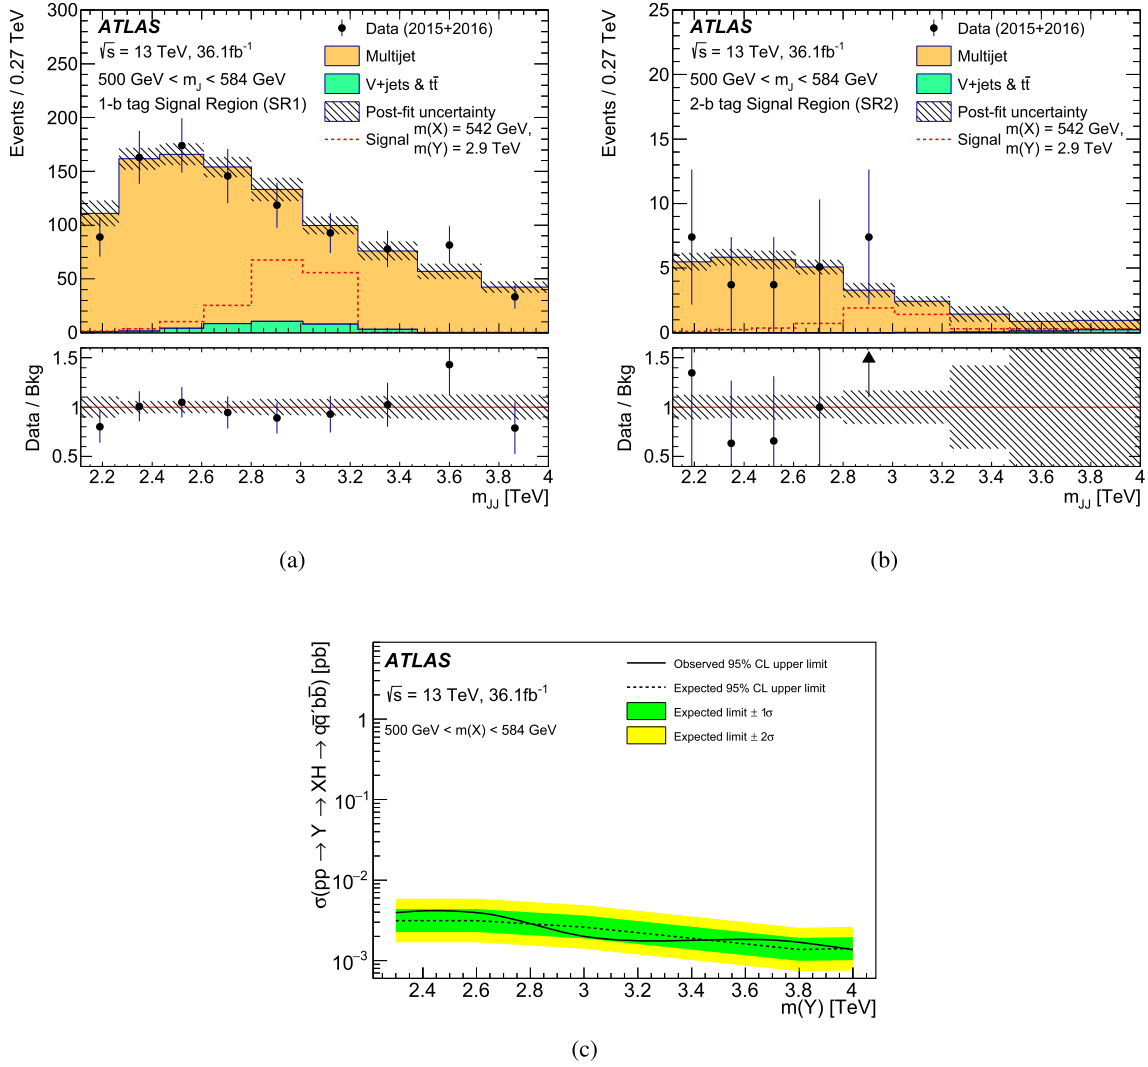 Events / 0.27 TeV
300
250
200
150
100
50
0
ATLAS
√s = 13 TeV, 36.1fb⁻¹
500 GeV < m_J < 584 GeV
1-b tag Signal Region (SR1)
Data (2015+2016)
Multijet
V+jets & tt̄
Post-fit uncertainty
Signal m(X) = 542 GeV,
m(Y) = 2.9 TeV
Data / Bkg
1.5
1
0.5
2.2 2.4 2.6 2.8 3 3.2 3.4 3.6 3.8 4
m_JJ [TeV]
(a)
Events / 0.27 TeV
25
20
15
10
5
0
ATLAS
√s = 13 TeV, 36.1fb⁻¹
500 GeV < m_J < 584 GeV
2-b tag Signal Region (SR2)
Data (2015+2016)
Multijet
V+jets & tt̄
Post-fit uncertainty
Signal m(X) = 542 GeV,
m(Y) = 2.9 TeV
Data / Bkg
1.5
1
0.5
2.2 2.4 2.6 2.8 3 3.2 3.4 3.6 3.8 4
m_JJ [TeV]
(b)
σ(pp → Y → XH → qq̄′bb̄) [pb]
1
10⁻¹
10⁻²
10⁻³
ATLAS
√s = 13 TeV, 36.1fb⁻¹
500 GeV < m(X) < 584 GeV
Observed 95% CL upper limit
Expected 95% CL upper limit
Expected limit ± 1σ
Expected limit ± 2σ
2.4 2.6 2.8 3 3.2 3.4 3.6 3.8 4
m(Y) [TeV]
(c)